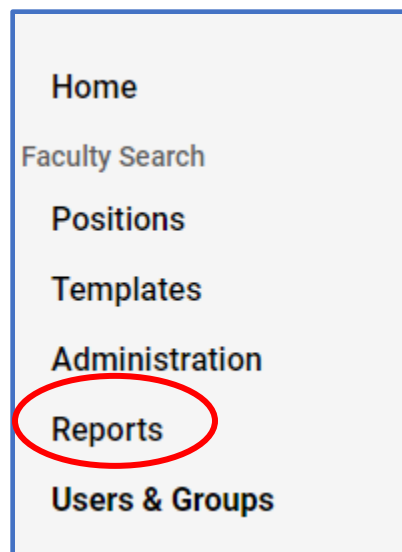 Home
Faculty Search
Positions
Templates
Administration
Reports
Users & Groups